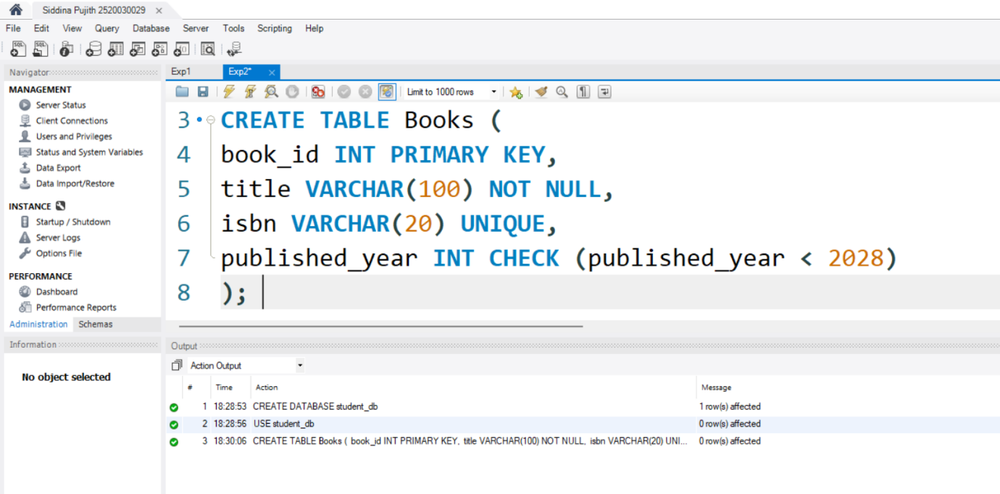 Siddina Pujith 2520030029 ×
File Edit View Query Database Server Tools Scripting Help
Navigator
MANAGEMENT
Server Status
Client Connections
Users and Privileges
Status and System Variables
Data Export
Data Import/Restore
INSTANCE
Startup / Shutdown
Server Logs
Options File
PERFORMANCE
Dashboard
Performance Reports
Administration Schemas
Information
No object selected
Exp1 Exp2* ×
Limit to 1000 rows
3 CREATE TABLE Books (
4 book_id INT PRIMARY KEY,
5 title VARCHAR(100) NOT NULL,
6 isbn VARCHAR(20) UNIQUE,
7 published_year INT CHECK (published_year < 2028)
8 );
Output
Action Output
# Time Action Message
1 18:28:53 CREATE DATABASE student_db 1 row(s) affected
2 18:28:56 USE student_db 0 row(s) affected
3 18:30:06 CREATE TABLE Books ( book_id INT PRIMARY KEY, title VARCHAR(100) NOT NULL, isbn VARCHAR(20) UNI... 0 row(s) affected